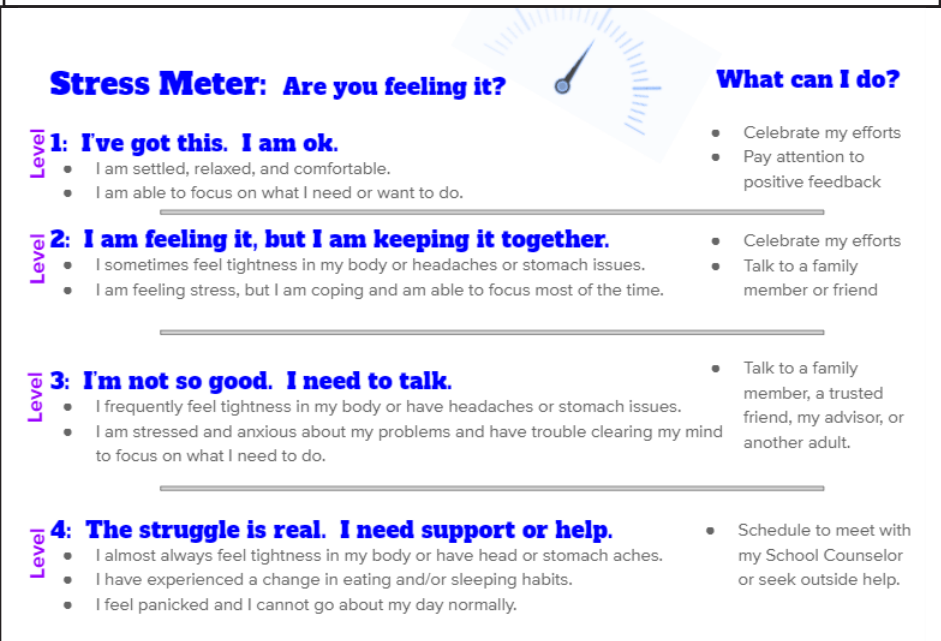 Stress Meter: Are you feeling it?
What can I do?
Level 1: I've got this. I am ok.
● I am settled, relaxed, and comfortable.
● I am able to focus on what I need or want to do.
● Celebrate my efforts
● Pay attention to
positive feedback
Level 2: I am feeling it, but I am keeping it together.
● I sometimes feel tightness in my body or headaches or stomach issues.
● I am feeling stress, but I am coping and am able to focus most of the time.
● Celebrate my efforts
● Talk to a family
member or friend
Level 3: I'm not so good. I need to talk.
● I frequently feel tightness in my body or have headaches or stomach issues.
● I am stressed and anxious about my problems and have trouble clearing my mind
to focus on what I need to do.
● Talk to a family
member, a trusted
friend, my advisor, or
another adult.
Level 4: The struggle is real. I need support or help.
● I almost always feel tightness in my body or have head or stomach aches.
● I have experienced a change in eating and/or sleeping habits.
● I feel panicked and I cannot go about my day normally.
● Schedule to meet with
my School Counselor
or seek outside help.